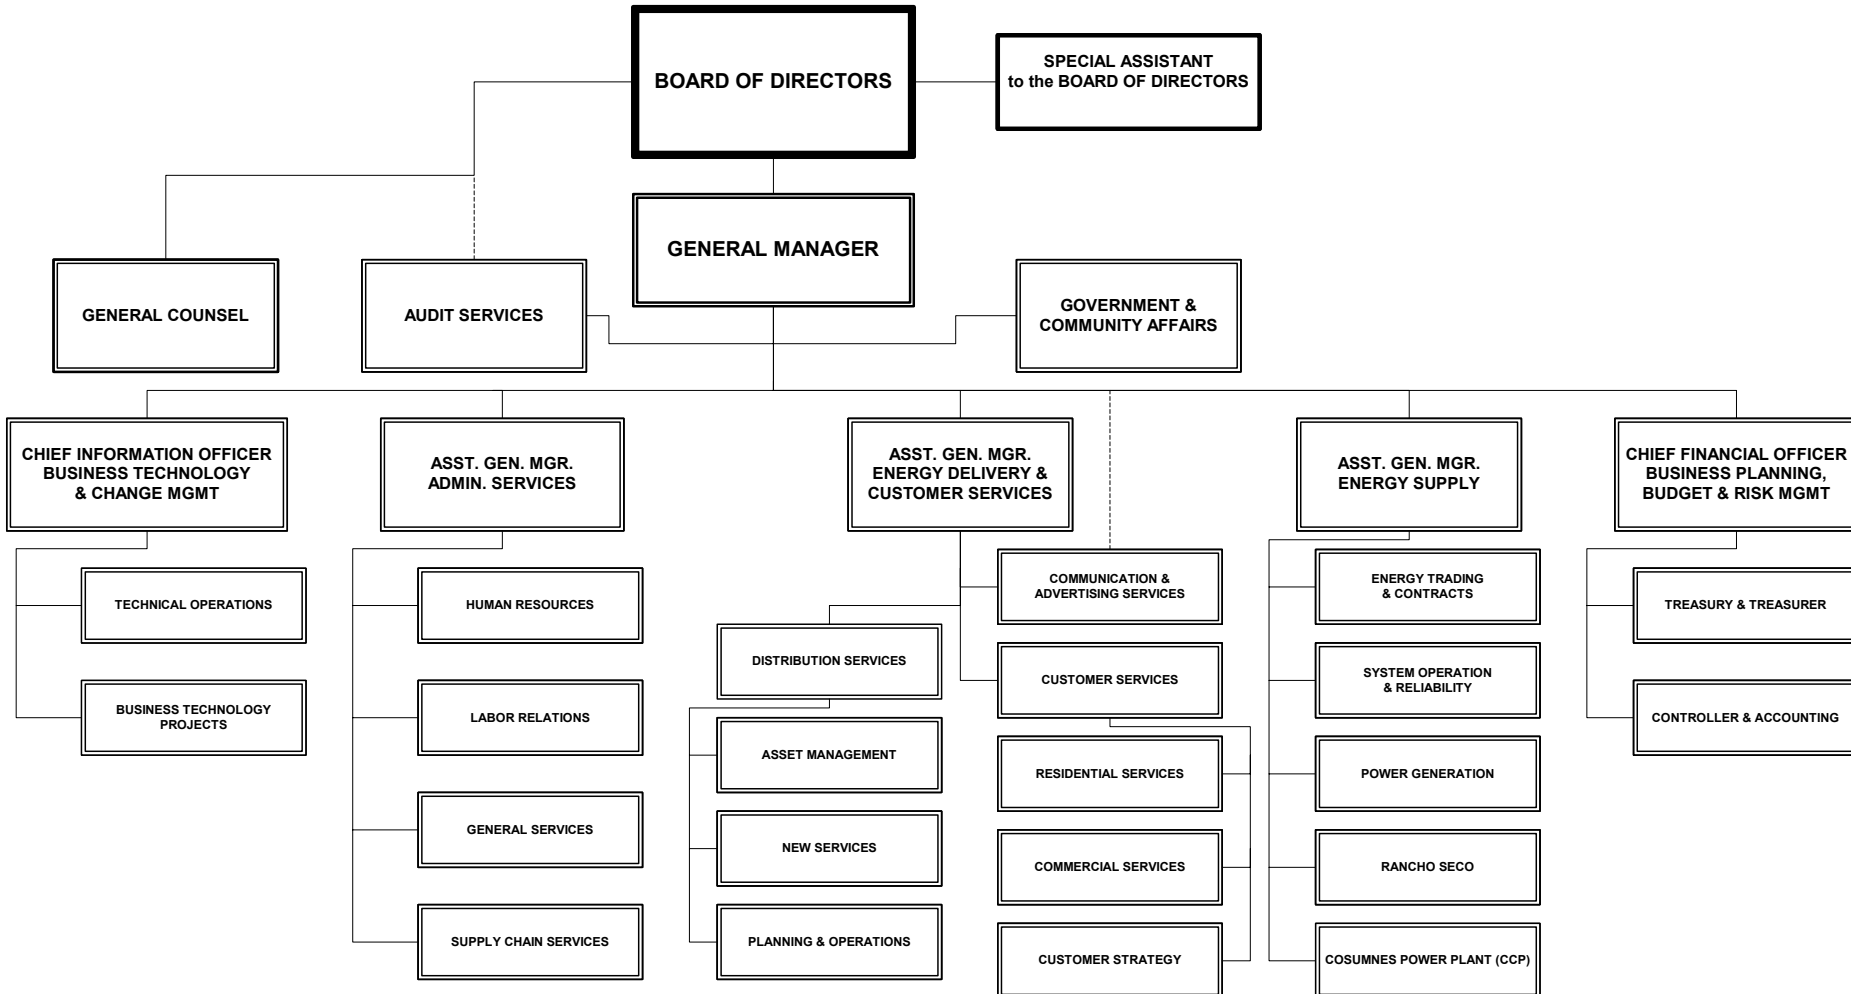 BOARD OF DIRECTORS
SPECIAL ASSISTANT
to the BOARD OF DIRECTORS
GENERAL MANAGER
GENERAL COUNSEL
AUDIT SERVICES
GOVERNMENT &
COMMUNITY AFFAIRS
CHIEF INFORMATION OFFICER
BUSINESS TECHNOLOGY
& CHANGE MGMT
ASST. GEN. MGR.
ADMIN. SERVICES
ASST. GEN. MGR.
ENERGY DELIVERY &
CUSTOMER SERVICES
ASST. GEN. MGR.
ENERGY SUPPLY
CHIEF FINANCIAL OFFICER
BUSINESS PLANNING,
BUDGET & RISK MGMT
TECHNICAL OPERATIONS
BUSINESS TECHNOLOGY
PROJECTS
HUMAN RESOURCES
LABOR RELATIONS
GENERAL SERVICES
SUPPLY CHAIN SERVICES
DISTRIBUTION SERVICES
ASSET MANAGEMENT
NEW SERVICES
PLANNING & OPERATIONS
COMMUNICATION &
ADVERTISING SERVICES
CUSTOMER SERVICES
RESIDENTIAL SERVICES
COMMERCIAL SERVICES
CUSTOMER STRATEGY
ENERGY TRADING
& CONTRACTS
SYSTEM OPERATION
& RELIABILITY
POWER GENERATION
RANCHO SECO
COSUMNES POWER PLANT (CCP)
TREASURY & TREASURER
CONTROLLER & ACCOUNTING